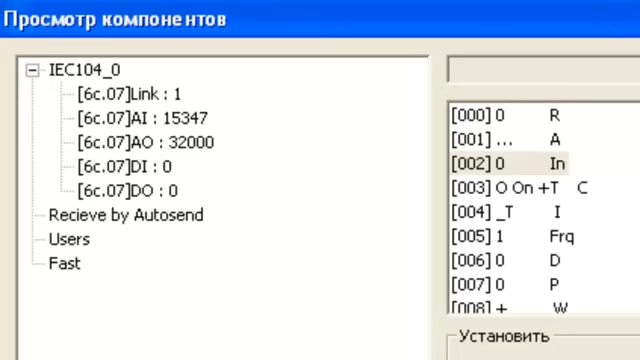 Просмотр компонентов
IEC104_0
[6c.07]Link : 1
[6c.07]AI : 15347
[6c.07]AO : 32000
[6c.07]DI : 0
[6c.07]DO : 0
Recieve by Autosend
Users
Fast
[000] 0 R
[001] ... A
[002] 0 In
[003] O On +T C
[004] _T I
[005] 1 Frq
[006] 0 D
[007] 0 P
[008] + W
Установить